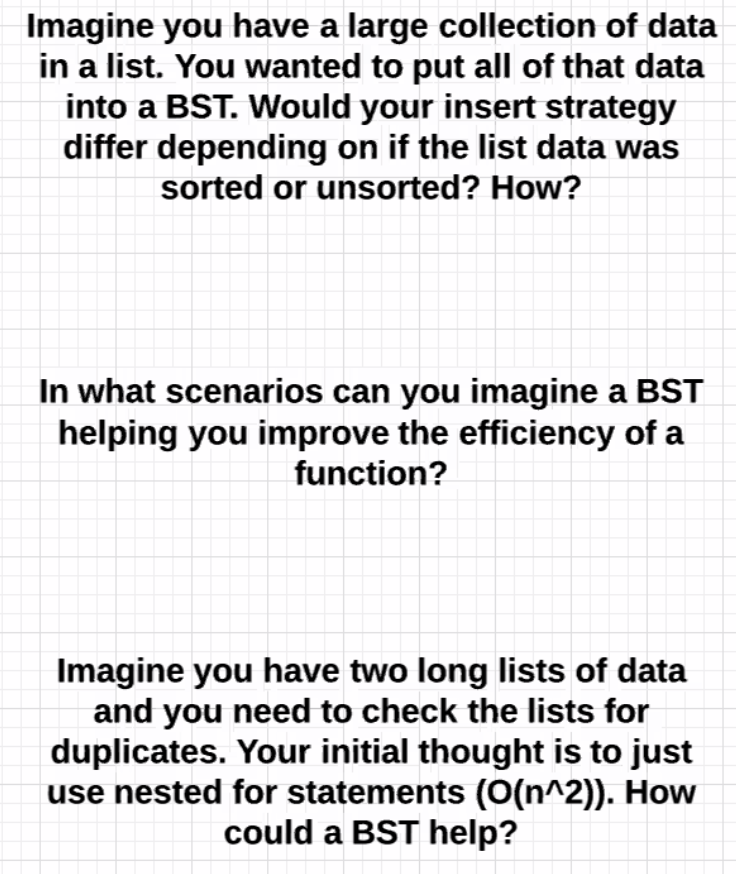 Imagine you have a large collection of data
in a list. You wanted to put all of that data
into a BST. Would your insert strategy
differ depending on if the list data was
sorted or unsorted? How?
In what scenarios can you imagine a BST
helping you improve the efficiency of a
function?
Imagine you have two long lists of data
and you need to check the lists for
duplicates. Your initial thought is to just
use nested for statements (O(n^2)). How
could a BST help?